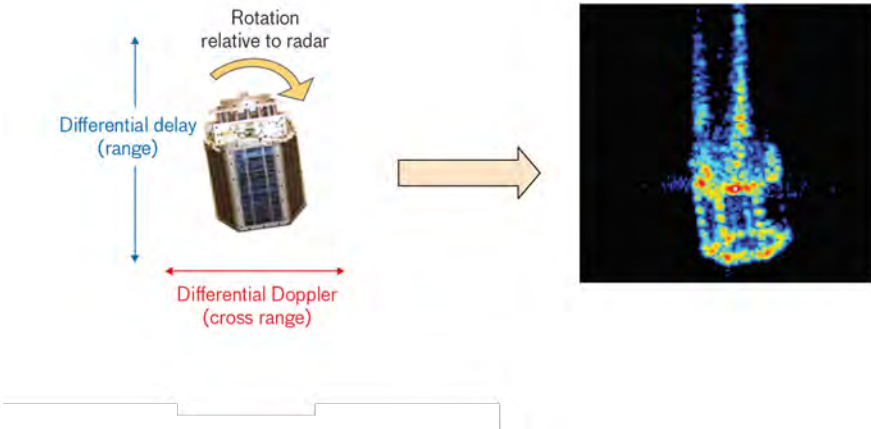 Rotation
relative to radar
Differential delay
(range)
Differential Doppler
(cross range)